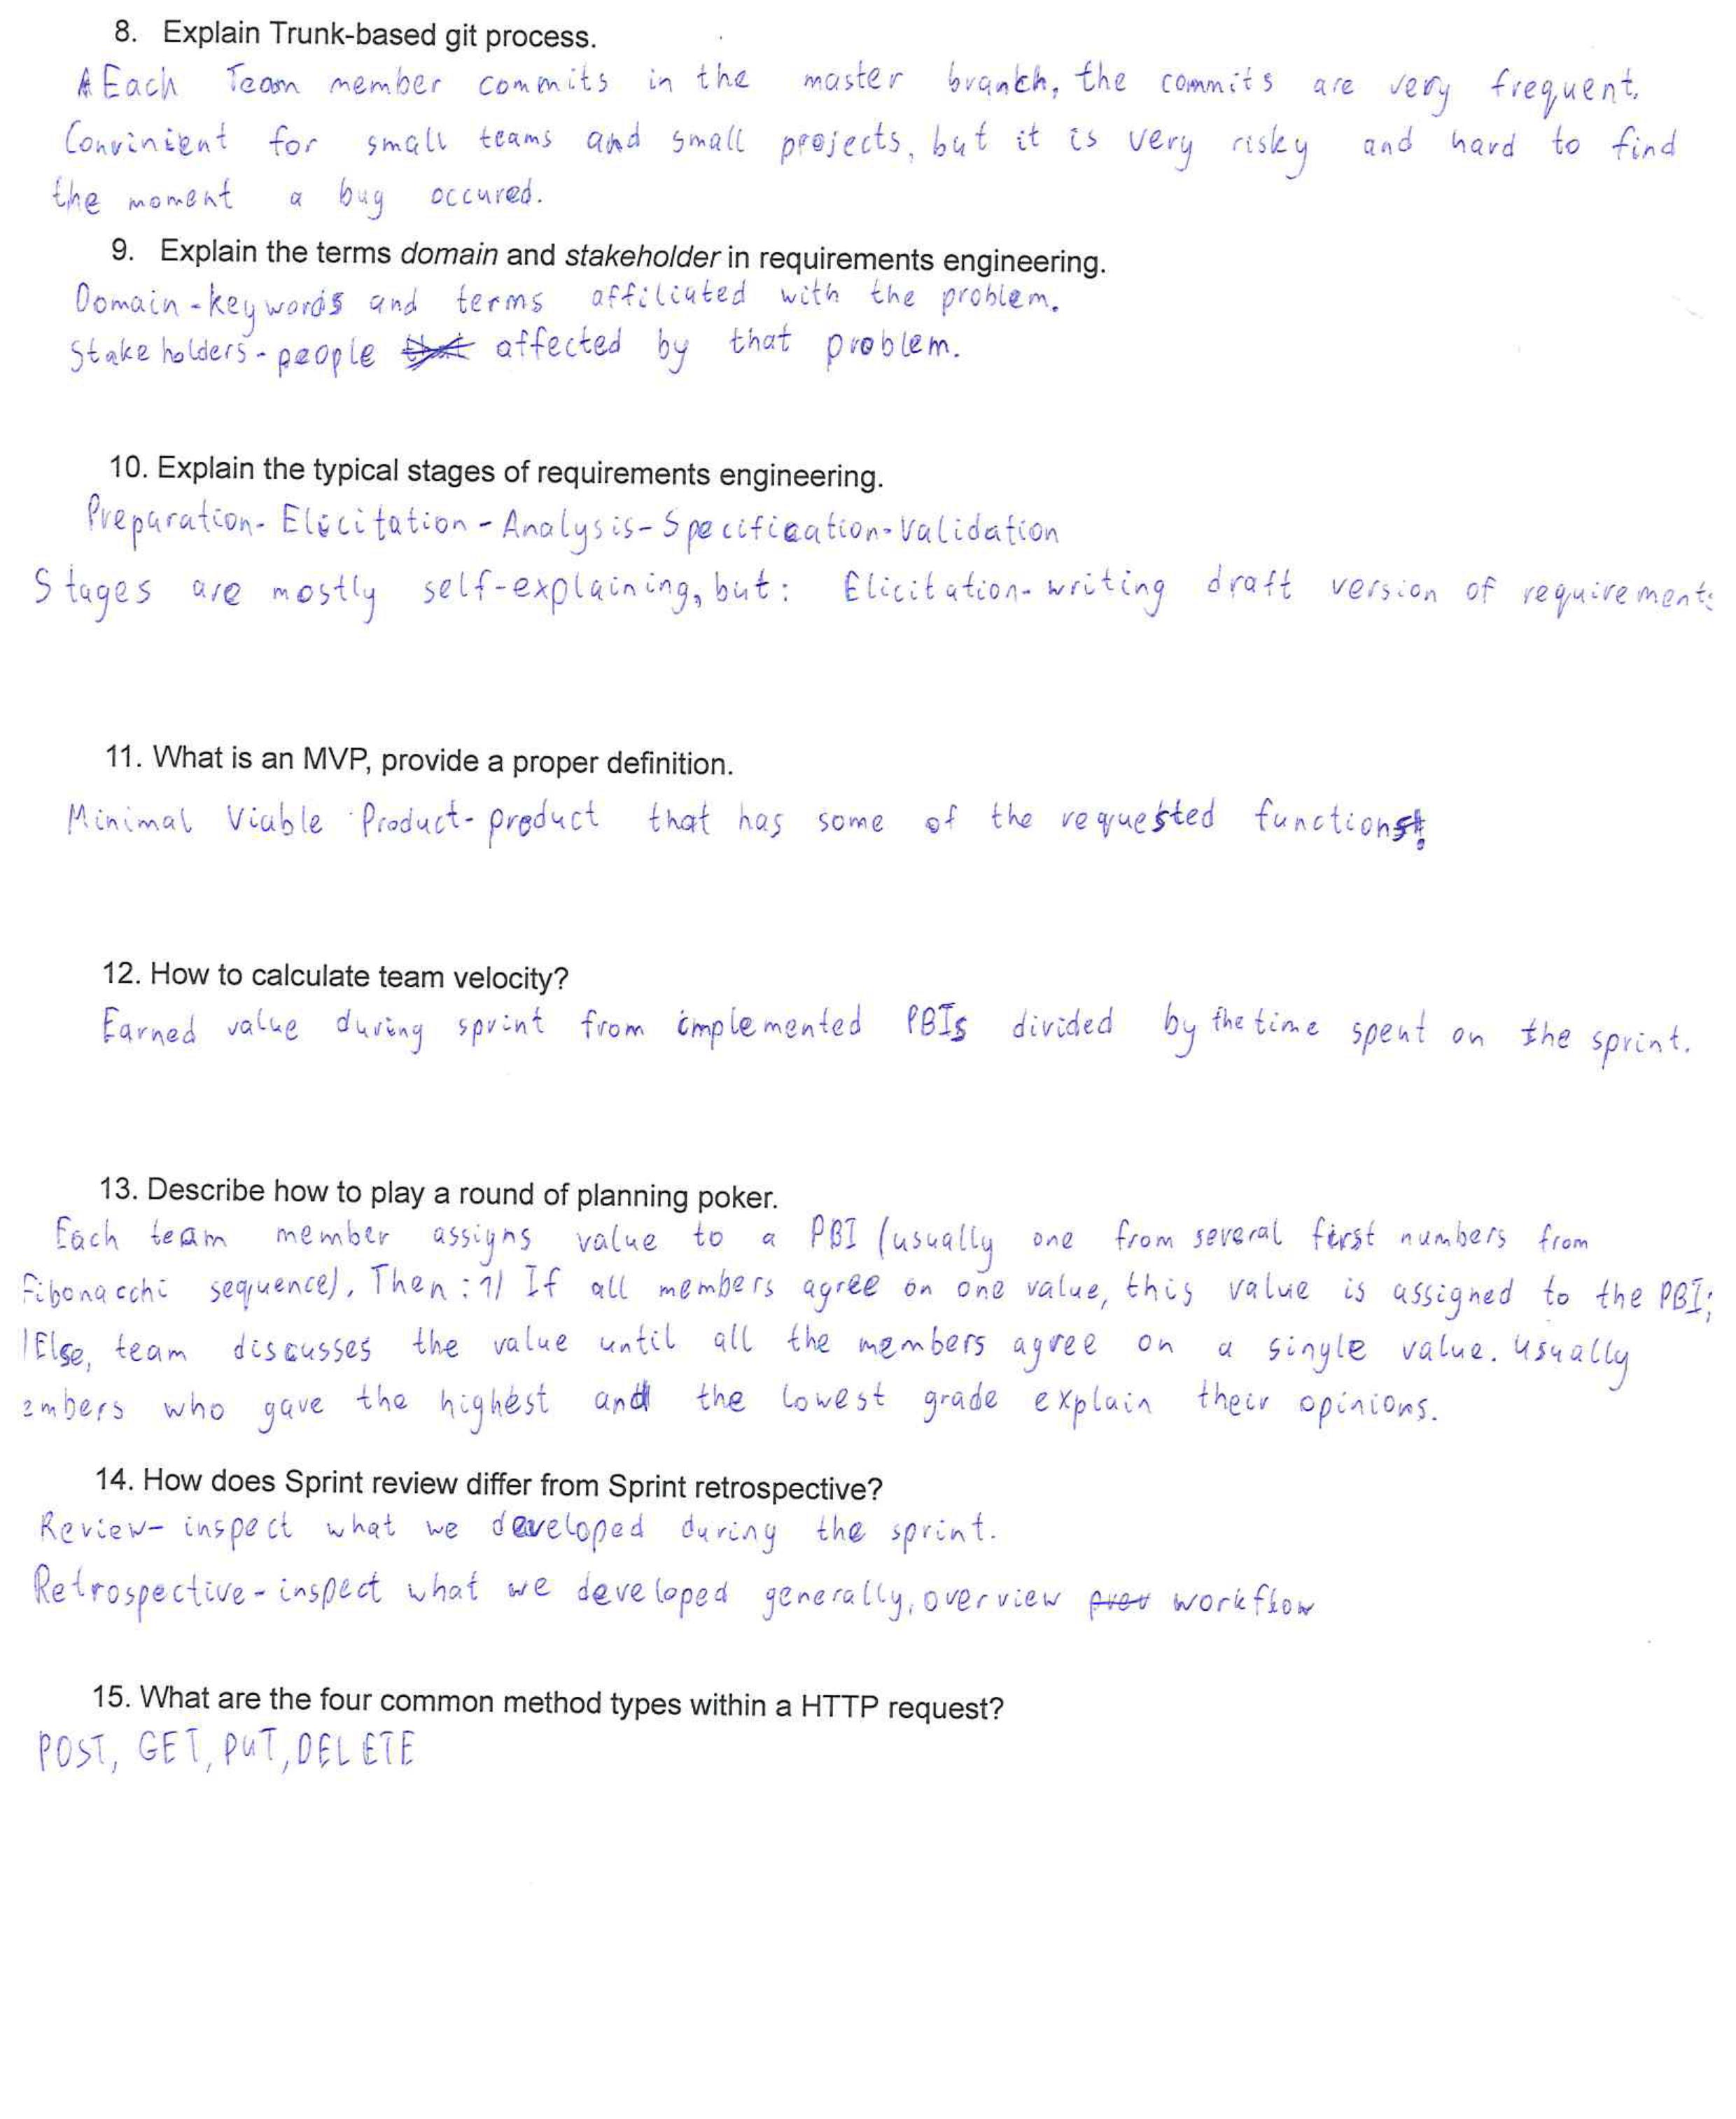 8. Explain Trunk-based git process.
Each Team member commits in the master branch, the commits are very frequent.
Convinient for small teams and small projects, but it is very risky and hard to find
the moment a bug occured.
9. Explain the terms domain and stakeholder in requirements engineering.
Domain - keywords and terms affiliated with the problem.
Stakeholders - people affected by that problem.
10. Explain the typical stages of requirements engineering.
Preparation - Elicitation - Analysis - Specification - Validation
Stages are mostly self-explaining, but: Elicitation - writing draft version of requirements
11. What is an MVP, provide a proper definition.
Minimal Viable Product - product that has some of the requested functions.
12. How to calculate team velocity?
Earned value during sprint from implemented PBIs divided by the time spent on the sprint.
13. Describe how to play a round of planning poker.
Each team member assigns value to a PBI (usually one from several first numbers from
Fibonacchi sequence). Then: 1) If all members agree on one value, this value is assigned to the PBI;
)Else, team discusses the value until all the members agree on a single value. Usually
embers who gave the highest and the lowest grade explain their opinions.
14. How does Sprint review differ from Sprint retrospective?
Review - inspect what we developed during the sprint.
Retrospective - inspect what we developed generally, overview workflow
15. What are the four common method types within a HTTP request?
POST, GET, PUT, DELETE